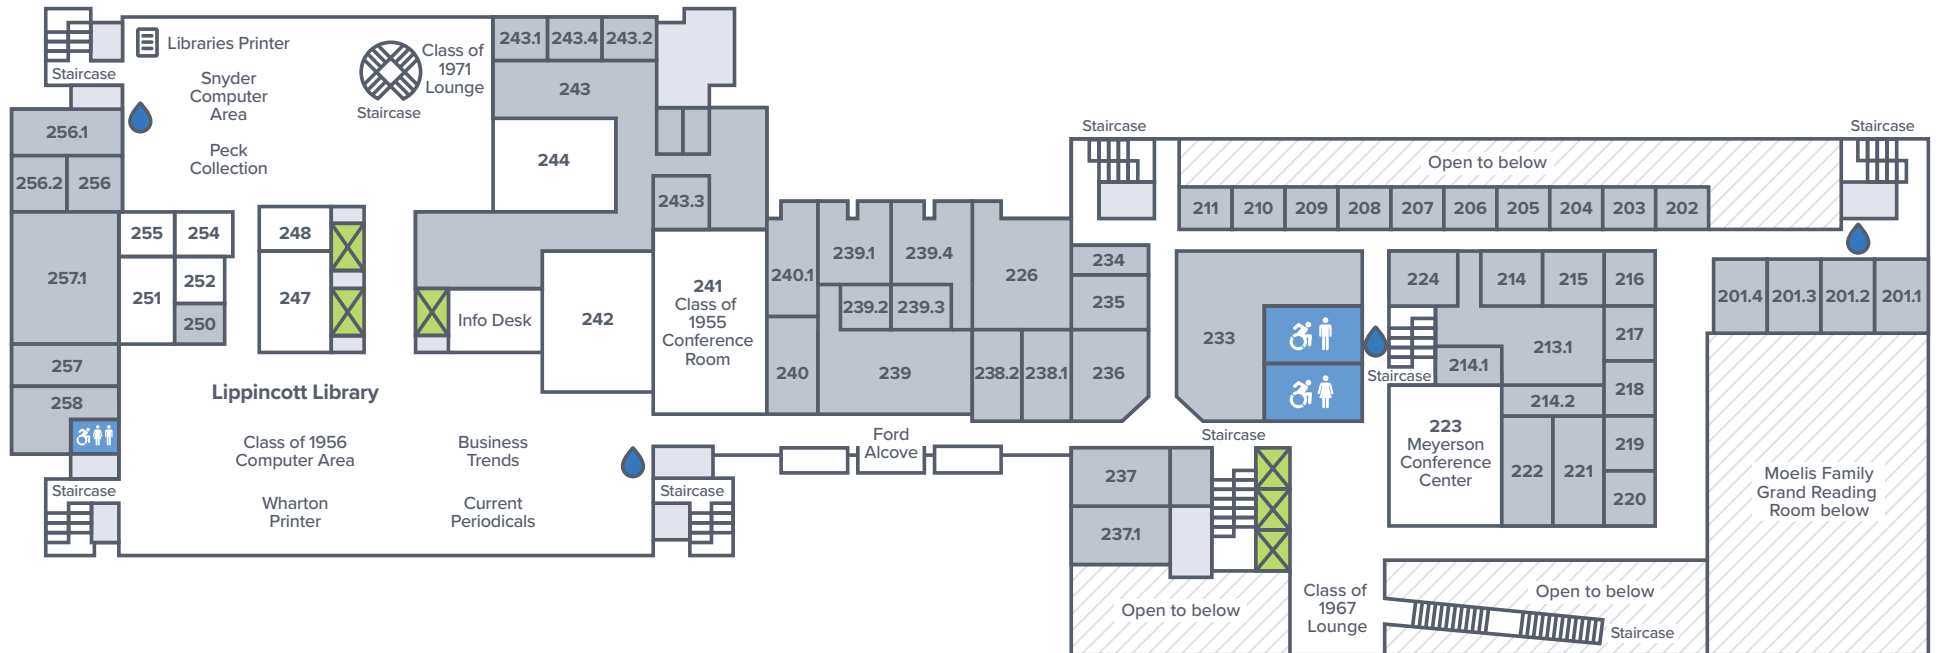 Staircase
Libraries Printer
Snyder
Computer
Area
Peck
Collection
Staircase
Class of
1971
Lounge
243.1
243.4
243.2
243
244
243.3
256.1
256.2
256
257.1
255
254
251
252
250
248
247
257
258
Info Desk
242
241
Class of
1955
Conference
Room
Lippincott Library
Class of 1956
Computer Area
Wharton
Printer
Business
Trends
Current
Periodicals
Staircase
Staircase
240.1
240
239.1
239.4
239.2
239.3
239
226
238.2
238.1
234
235
236
Ford
Alcove
237
237.1
Open to below
Staircase
Staircase
Open to below
Staircase
211
210
209
208
207
206
205
204
203
202
233
Staircase
224
214
215
216
213.1
214.1
214.2
217
218
219
220
222
221
223
Meyerson
Conference
Center
201.4
201.3
201.2
201.1
Moelis Family
Grand Reading
Room below
Class of
1967
Lounge
Open to below
Staircase